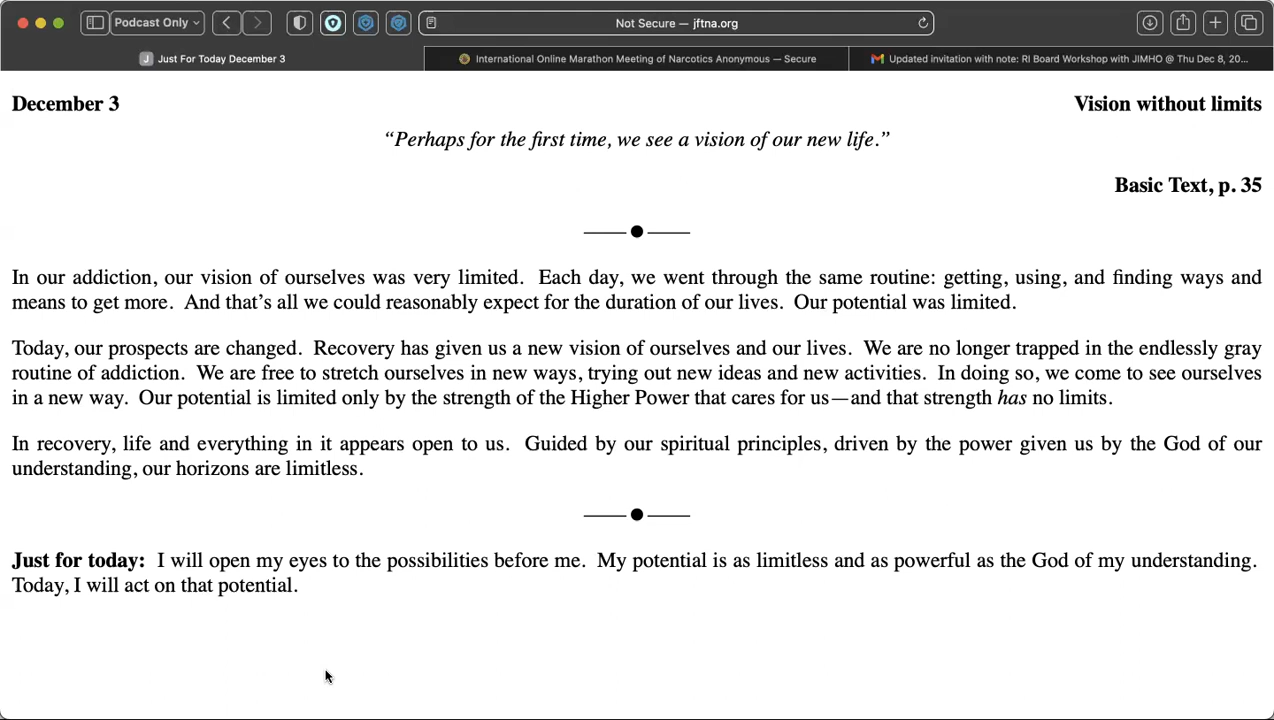 Podcast Only
Not Secure — jftna.org
J Just For Today December 3
International Online Marathon Meeting of Narcotics Anonymous — Secure
Updated invitation with note: RI Board Workshop with JIMHO @ Thu Dec 8, 20...
December 3
Vision without limits
“Perhaps for the first time, we see a vision of our new life.”
Basic Text, p. 35
In our addiction, our vision of ourselves was very limited. Each day, we went through the same routine: getting, using, and finding ways and
means to get more. And that’s all we could reasonably expect for the duration of our lives. Our potential was limited.
Today, our prospects are changed. Recovery has given us a new vision of ourselves and our lives. We are no longer trapped in the endlessly gray
routine of addiction. We are free to stretch ourselves in new ways, trying out new ideas and new activities. In doing so, we come to see ourselves
in a new way. Our potential is limited only by the strength of the Higher Power that cares for us—and that strength has no limits.
In recovery, life and everything in it appears open to us. Guided by our spiritual principles, driven by the power given us by the God of our
understanding, our horizons are limitless.
Just for today: I will open my eyes to the possibilities before me. My potential is as limitless and as powerful as the God of my understanding.
Today, I will act on that potential.